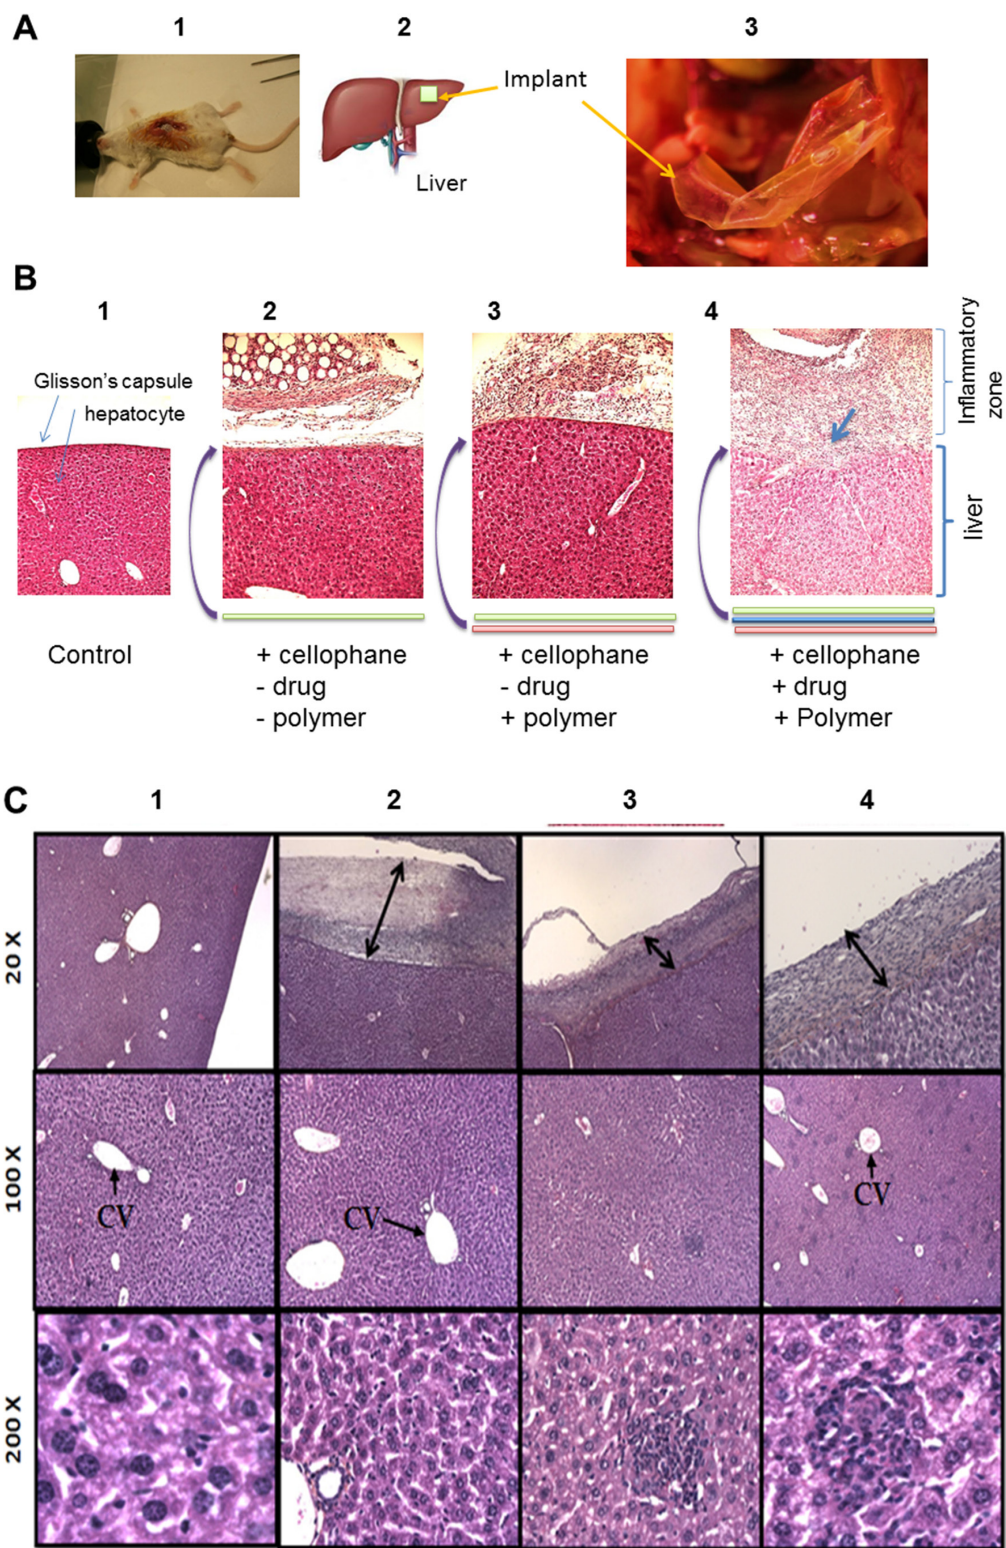 A
1
2
3
Implant
Liver
B
1
2
3
4
Glisson's capsule
hepatocyte
Inflammatory
zone
liver
Control
+ cellophane
- drug
- polymer
+ cellophane
- drug
+ polymer
+ cellophane
+ drug
+ Polymer
C
1
2
3
4
20 X
100 X
CV
CV
CV
200 X